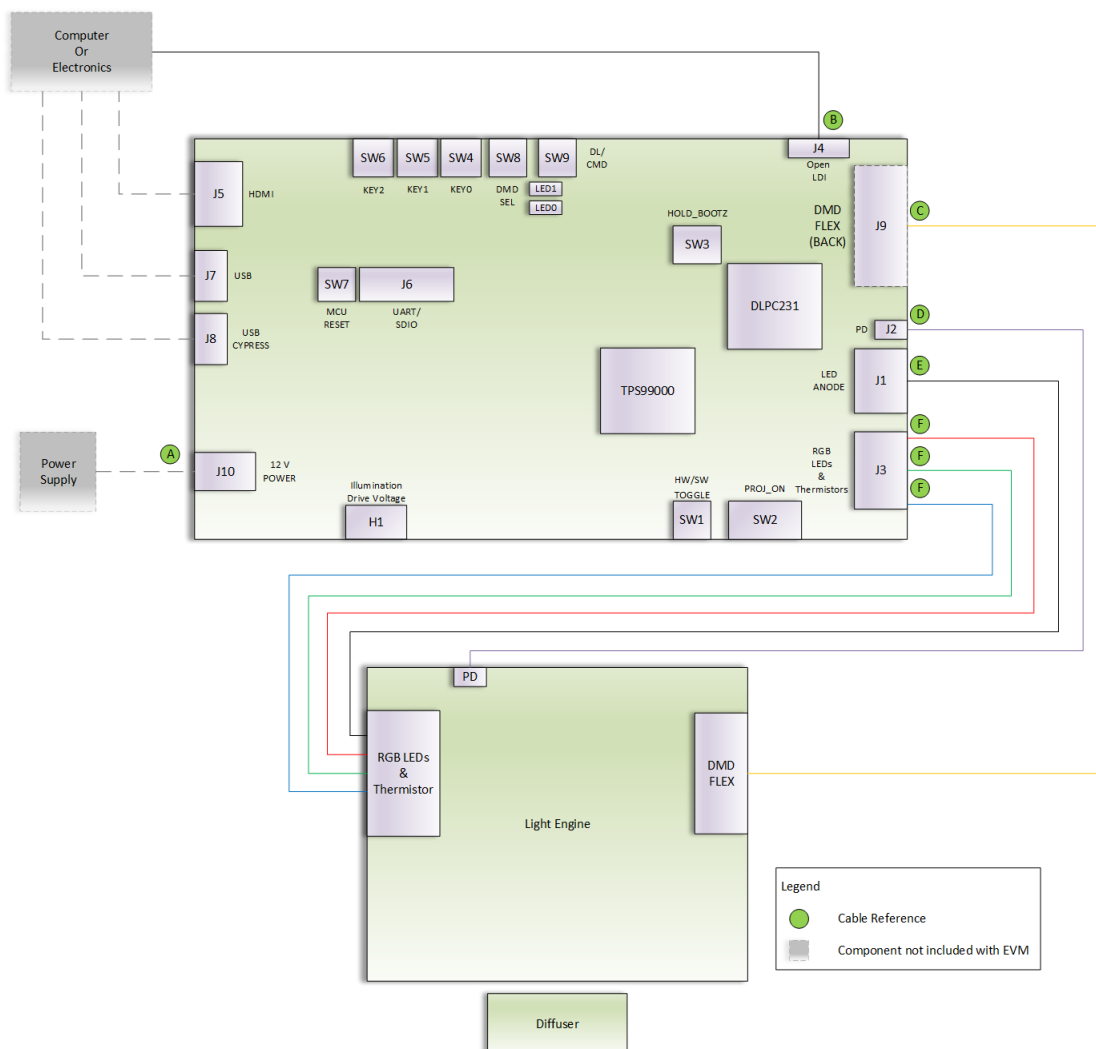 Computer
Or
Electronics
B
SW6
SW5
SW4
SW8
SW9
DL/
CMD
J4
Open
LDI
KEY2
KEY1
KEY0
DMD
SEL
LED1
LED0
J5
HDMI
HOLD_BOOTZ
SW3
DMD
FLEX
(BACK)
J9
C
J7
USB
SW7
J6
MCU
RESET
UART/
SDIO
DLPC231
J8
USB
CYPRESS
PD
J2
D
TPS99000
LED
ANODE
J1
E
Power
Supply
A
J10
12 V
POWER
RGB
LEDs
&
Thermistors
J3
F
F
F
Illumination
Drive Voltage
H1
HW/SW
TOGGLE
SW1
PROJ_ON
SW2
PD
RGB LEDs
&
Thermistor
DMD
FLEX
Light Engine
Legend
Cable Reference
Component not included with EVM
Diffuser